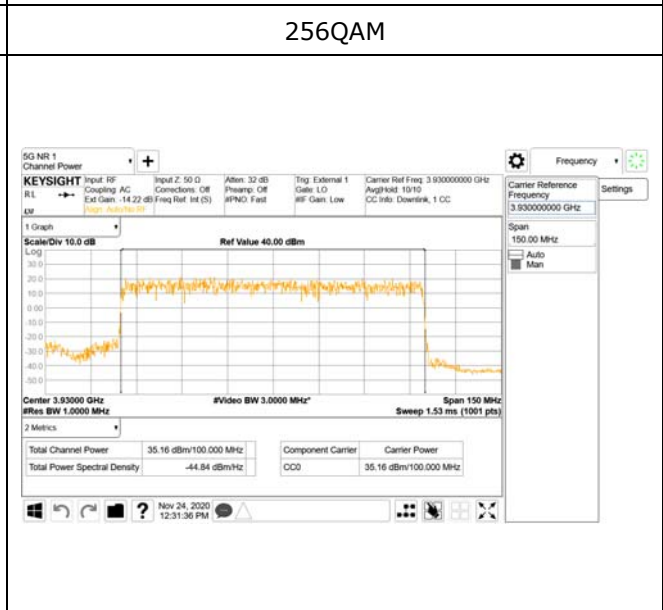 256QAM
5G NR 1
Channel Power
Frequency
KEYSIGHT
RL
Input: RF
Coupling: AC
Ext Gain: -14.22 dB
Align: Auto/No RF
Input Z: 50 Ω
Corrections: Off
Freq Ref: Int (S)
Atten: 32 dB
Preamp: Off
#PNO: Fast
Trig: External 1
Gate: LO
#IF Gain: Low
Carrier Ref Freq: 3.930000000 GHz
Avg|Hold: 10/10
CC Info: Downlink, 1 CC
Carrier Reference
Frequency
3.930000000 GHz
Settings
Span
150.00 MHz
Auto
Man
1 Graph
Scale/Div 10.0 dB
Ref Value 40.00 dBm
Log
30.0
20.0
10.0
0.00
-10.0
-20.0
-30.0
-40.0
-50.0
Center 3.93000 GHz
#Video BW 3.0000 MHz*
Span 150 MHz
#Res BW 1.0000 MHz
Sweep 1.53 ms (1001 pts)
2 Metrics
Total Channel Power 35.16 dBm/100.000 MHz
Total Power Spectral Density -44.84 dBm/Hz
Component Carrier Carrier Power
CC0 35.16 dBm/100.000 MHz
?
Nov 24, 2020
12:31:36 PM